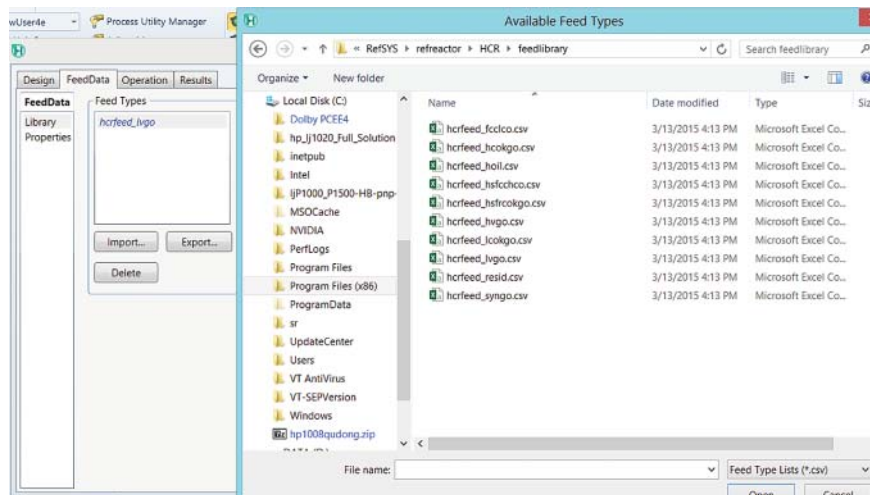 wUser4e
Process Utility Manager
Available Feed Types
« RefSYS ▸ refreactor ▸ HCR ▸ feedlibrary
Search feedlibrary
Organize
New folder
Design FeedData Operation Results
FeedData
Library
Properties
Feed Types
hcrfeed_lvgo
Import... Export...
Delete
Local Disk (C:)
Dolby PCEE4
hp_lj1020_Full_Solution
inetpub
Intel
ljP1000_P1500-HB-pnp-
MSOCache
NVIDIA
PerfLogs
Program Files
Program Files (x86)
ProgramData
sr
UpdateCenter
Users
VT AntiVirus
VT-SEPVersion
Windows
hp1008qudong.zip
Name Date modified Type Siz
hcrfeed_fcclco.csv 3/13/2015 4:13 PM Microsoft Excel Co...
hcrfeed_hcokgo.csv 3/13/2015 4:13 PM Microsoft Excel Co...
hcrfeed_hoil.csv 3/13/2015 4:13 PM Microsoft Excel Co...
hcrfeed_hsfcchco.csv 3/13/2015 4:13 PM Microsoft Excel Co...
hcrfeed_hsfrcokgo.csv 3/13/2015 4:13 PM Microsoft Excel Co...
hcrfeed_hvgo.csv 3/13/2015 4:13 PM Microsoft Excel Co...
hcrfeed_lcokgo.csv 3/13/2015 4:13 PM Microsoft Excel Co...
hcrfeed_lvgo.csv 3/13/2015 4:13 PM Microsoft Excel Co...
hcrfeed_resid.csv 3/13/2015 4:13 PM Microsoft Excel Co...
hcrfeed_syngo.csv 3/13/2015 4:13 PM Microsoft Excel Co...
File name:
Feed Type Lists (*.csv)
Open Cancel